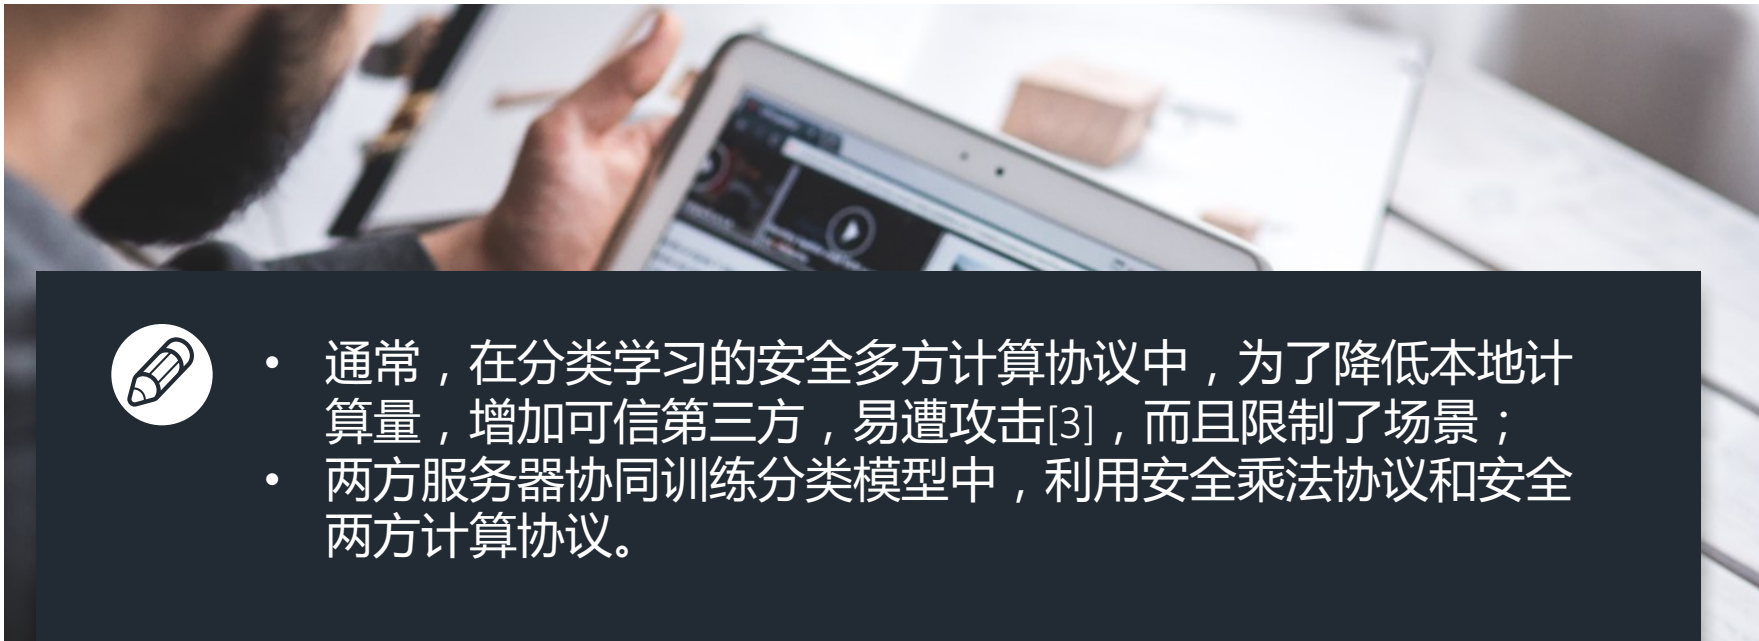 • 通常，在分类学习的安全多方计算协议中，为了降低本地计
算量，增加可信第三方，易遭攻击[3]，而且限制了场景；
• 两方服务器协同训练分类模型中，利用安全乘法协议和安全
两方计算协议。